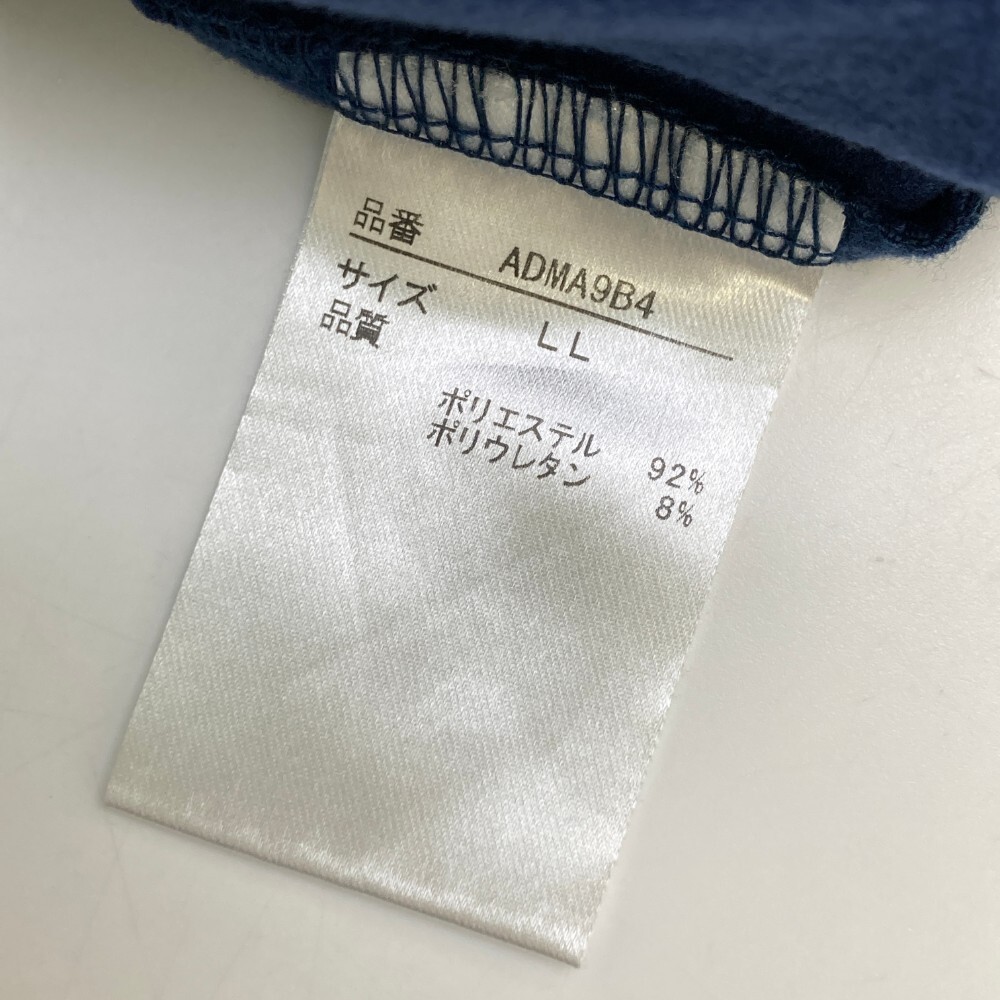 品番 ADMA9B4
サイズ LL
品質
ポリエステル 92%
ポリウレタン 8%